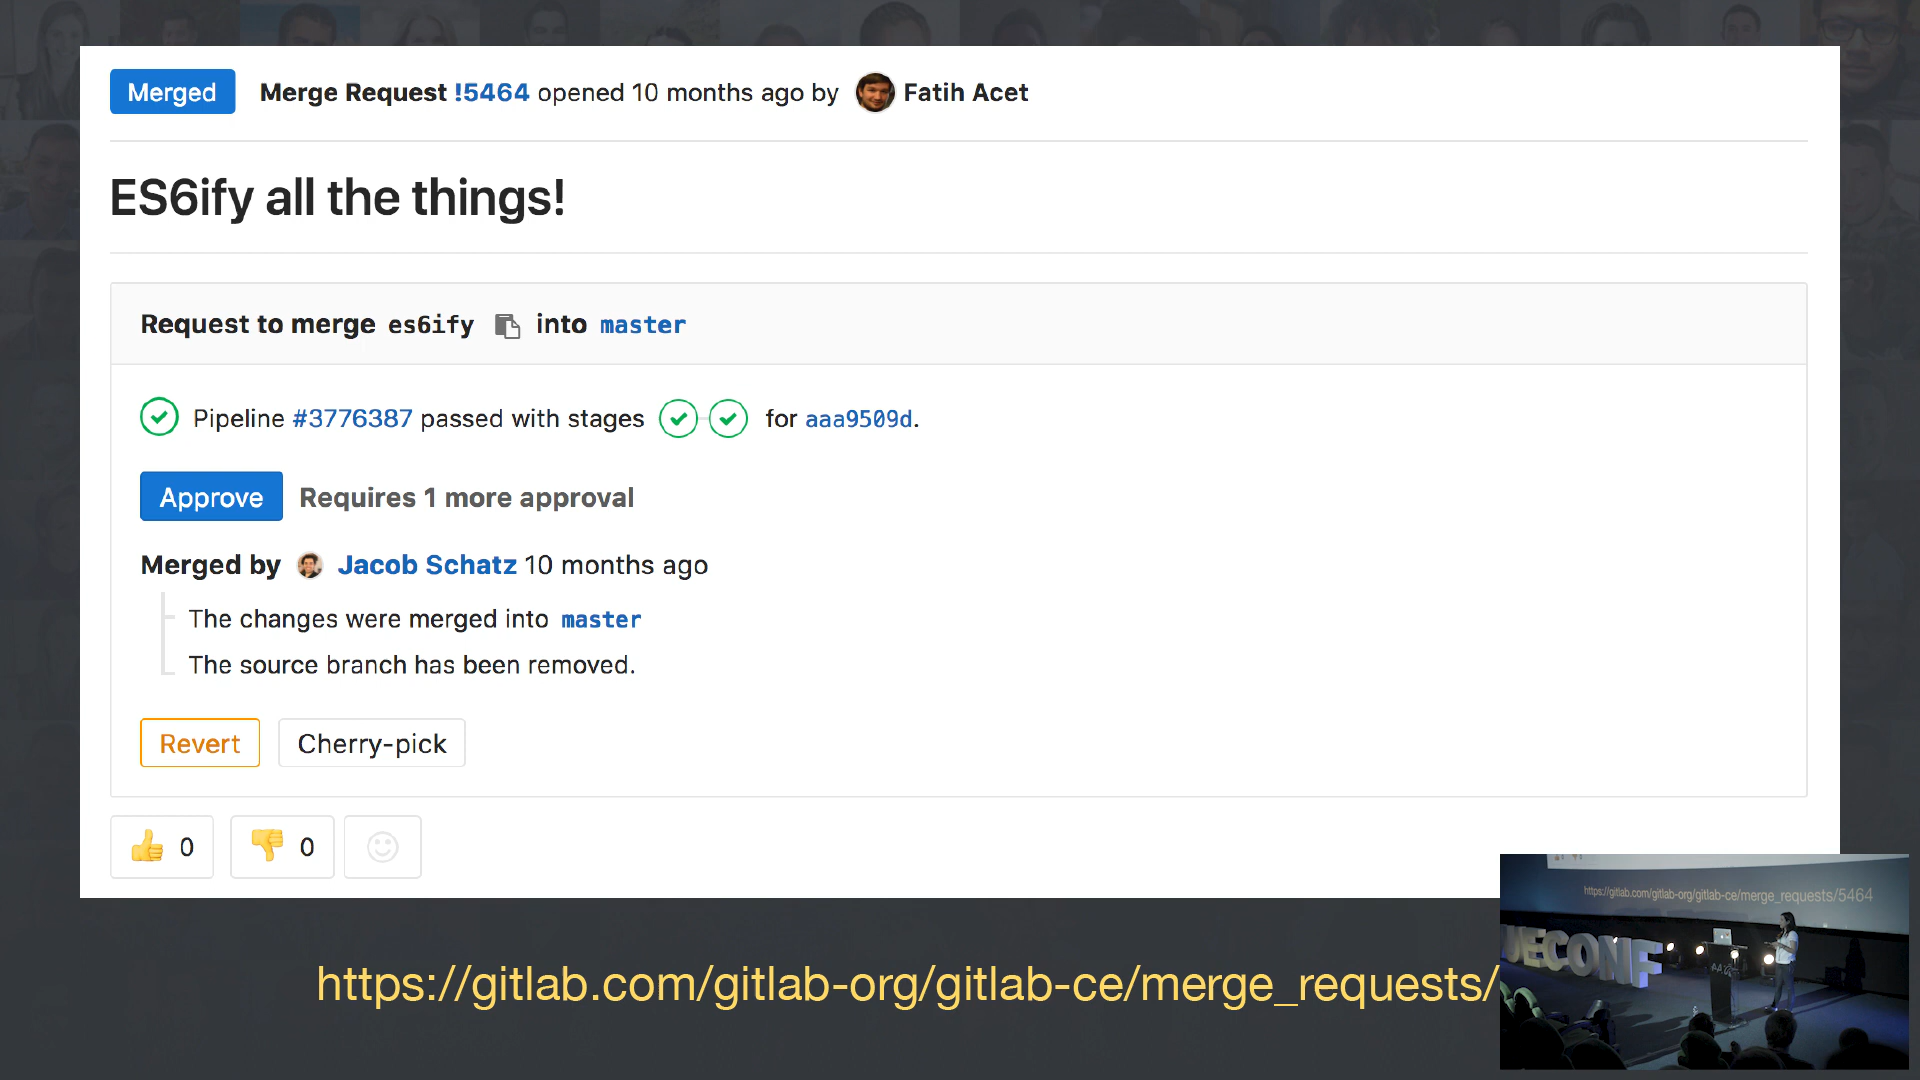 Merged Merge Request !5464 opened 10 months ago by Fatih Acet
ES6ify all the things!
Request to merge es6ify into master
Pipeline #3776387 passed with stages for aaa9509d.
Approve Requires 1 more approval
Merged by Jacob Schatz 10 months ago
The changes were merged into master
The source branch has been removed.
Revert Cherry-pick
0 0
https://gitlab.com/gitlab-org/gitlab-ce/merge_requests/
https://gitlab.com/gitlab-org/gitlab-ce/merge_requests/5464
UECONF